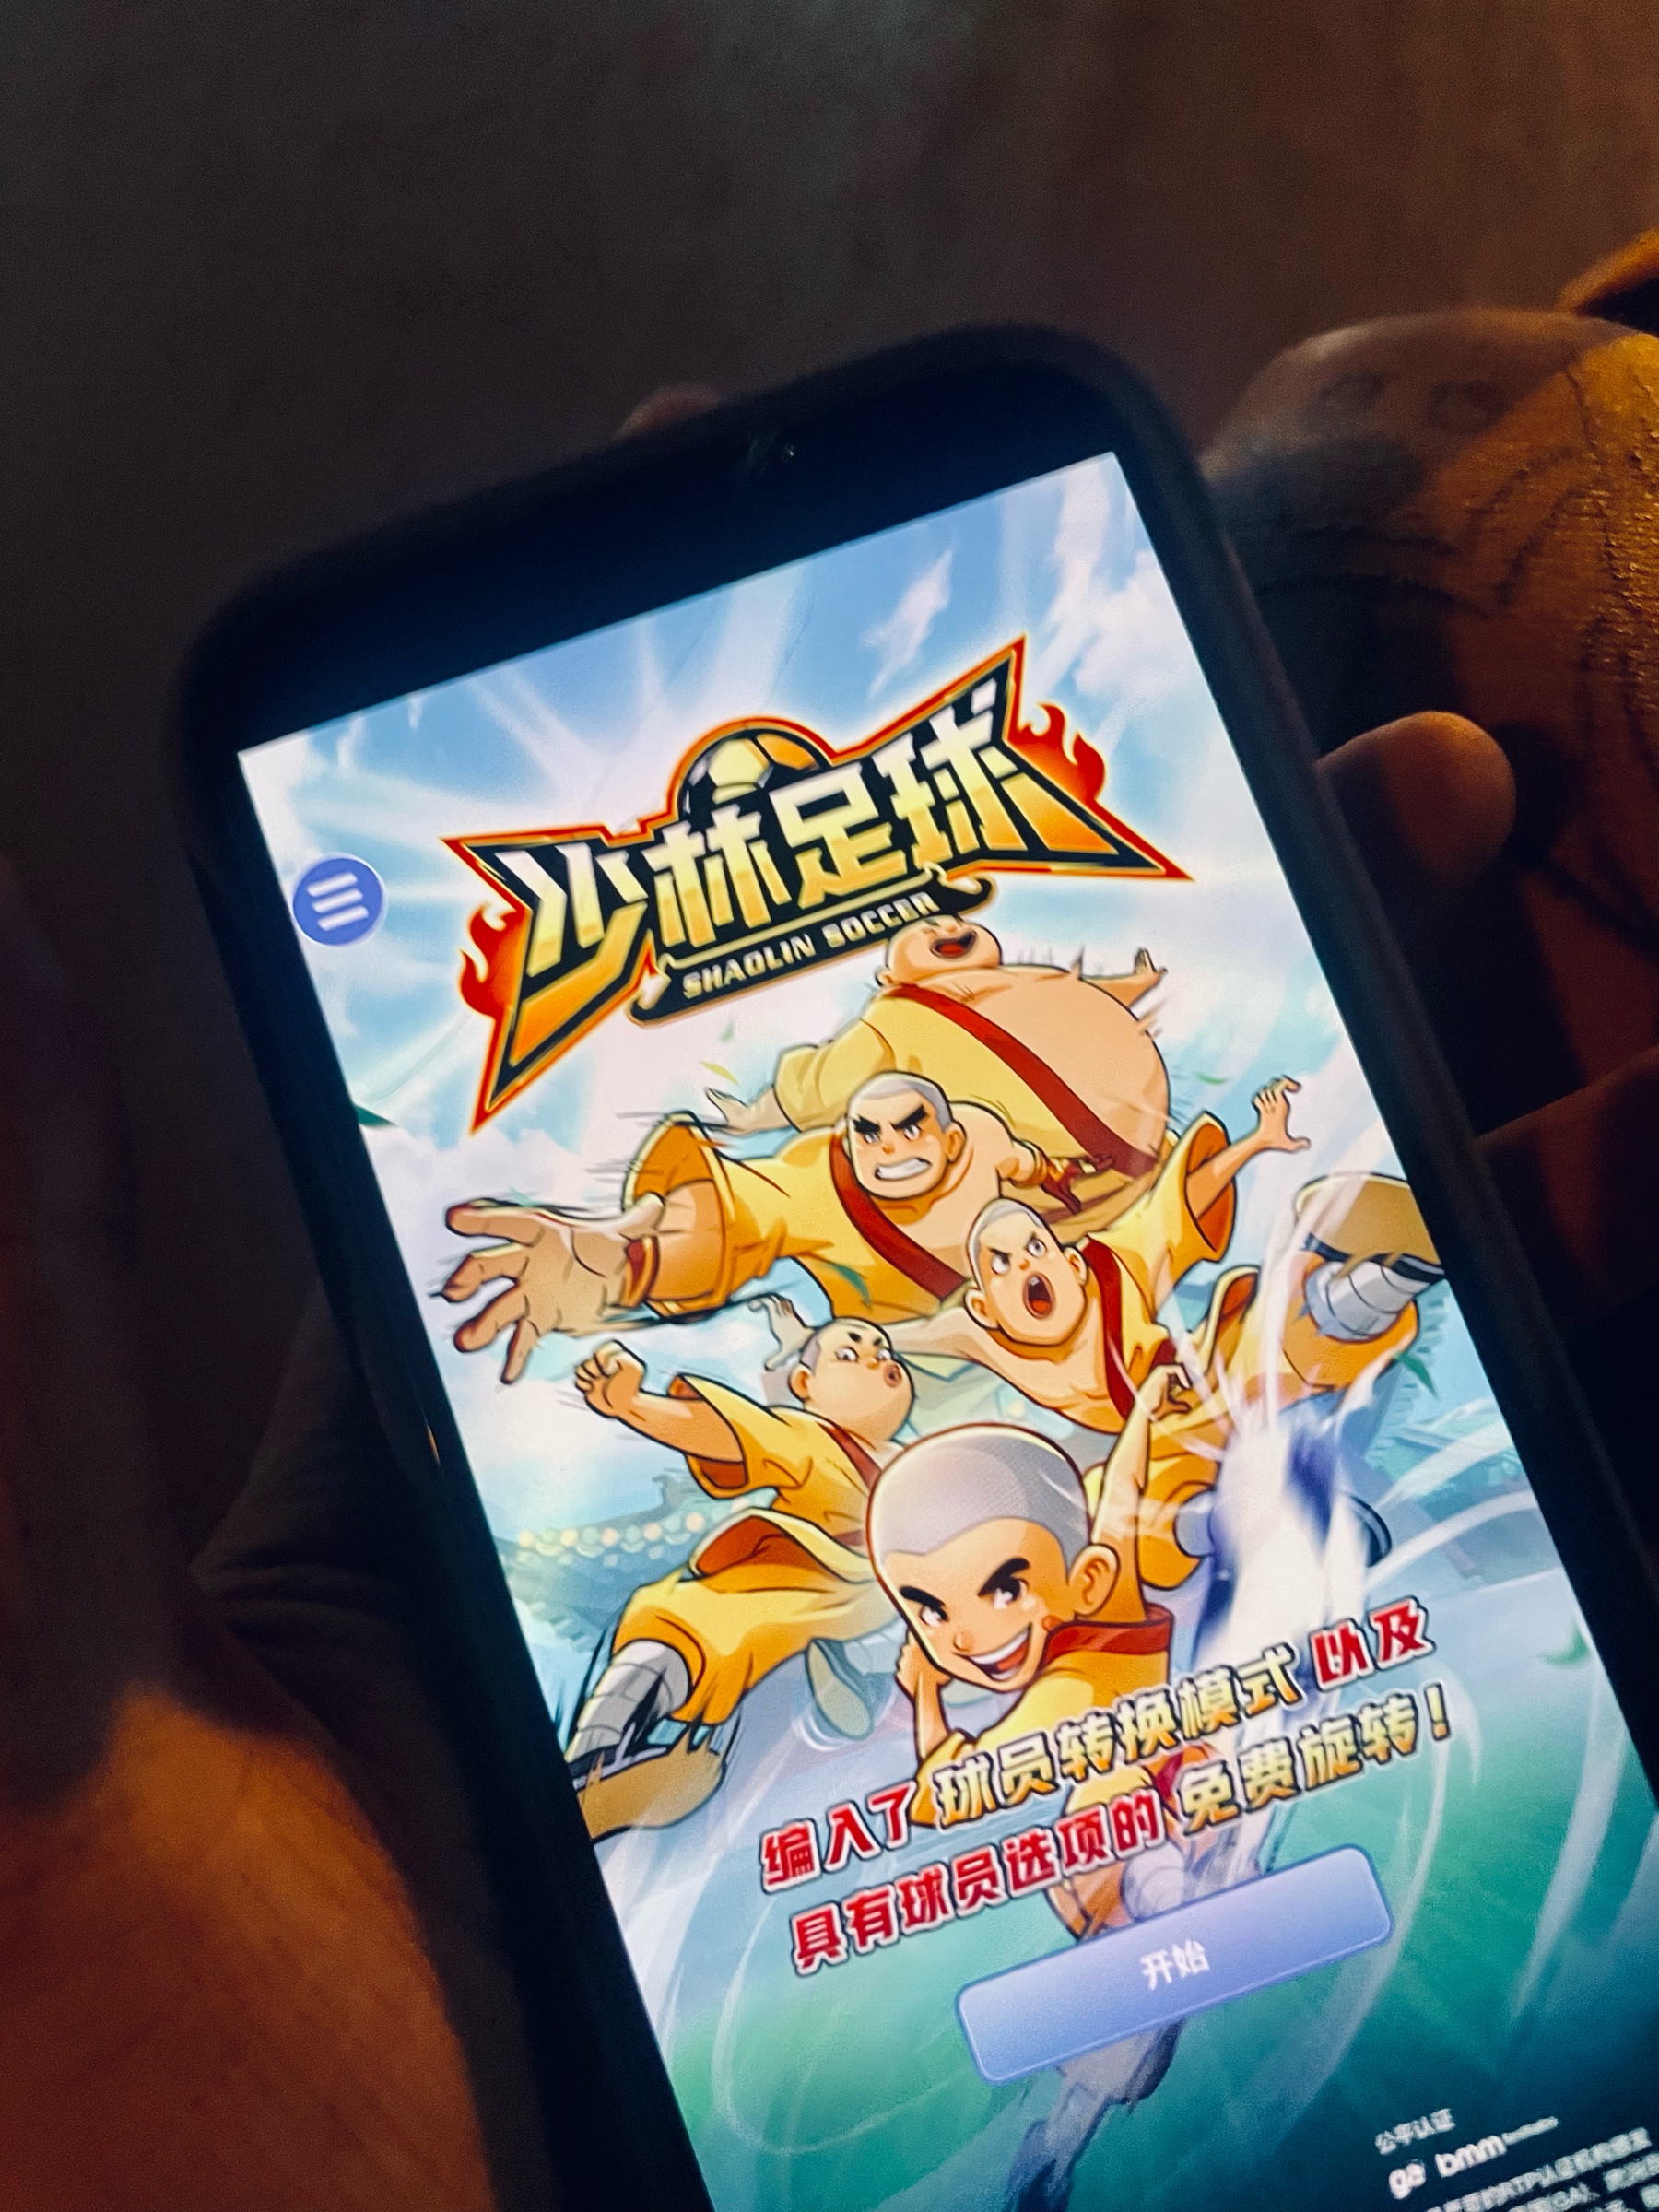 少林足球
SHAOLIN SOCCER
编入了 球员转换模式 以及
具有球员选项的 免费旋转!
开始
公平认证
ga bmm